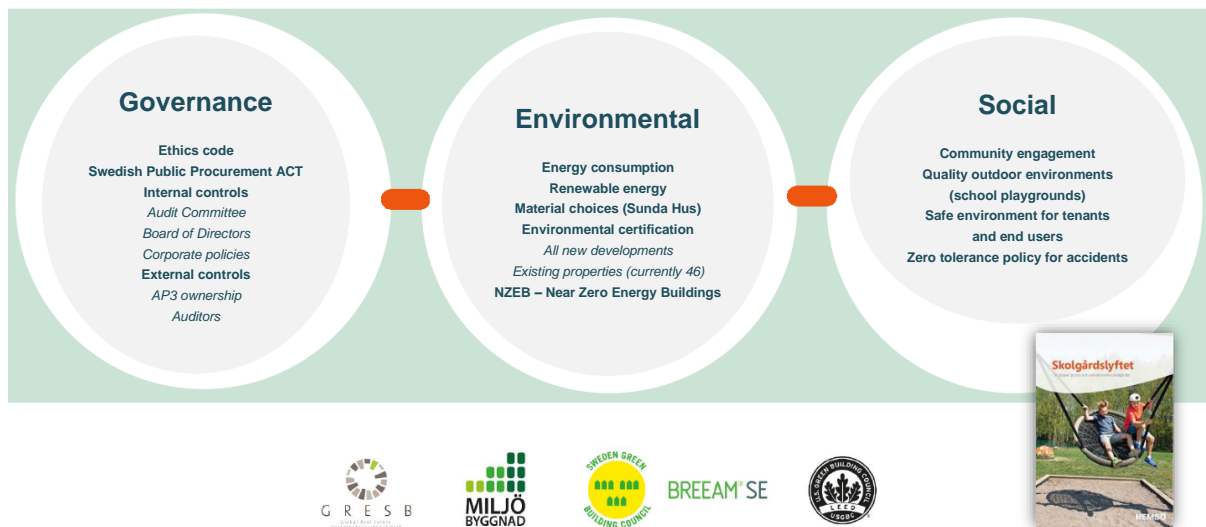 Governance
Ethics code
Swedish Public Procurement ACT
Internal controls
Audit Committee
Board of Directors
Corporate policies
External controls
AP3 ownership
Auditors
Environmental
Energy consumption
Renewable energy
Material choices (Sunda Hus)
Environmental certification
All new developments
Existing properties (currently 46)
NZEB – Near Zero Energy Buildings
Social
Community engagement
Quality outdoor environments
(school playgrounds)
Safe environment for tenants
and end users
Zero tolerance policy for accidents
Skolgårdslyftet
HEMSÖ
GRESB
MILJÖ
BYGGNAD
SWEDEN GREEN
BUILDING COUNCIL
BREEAM® SE
U.S. GREEN BUILDING COUNCIL
LEED
USGBC